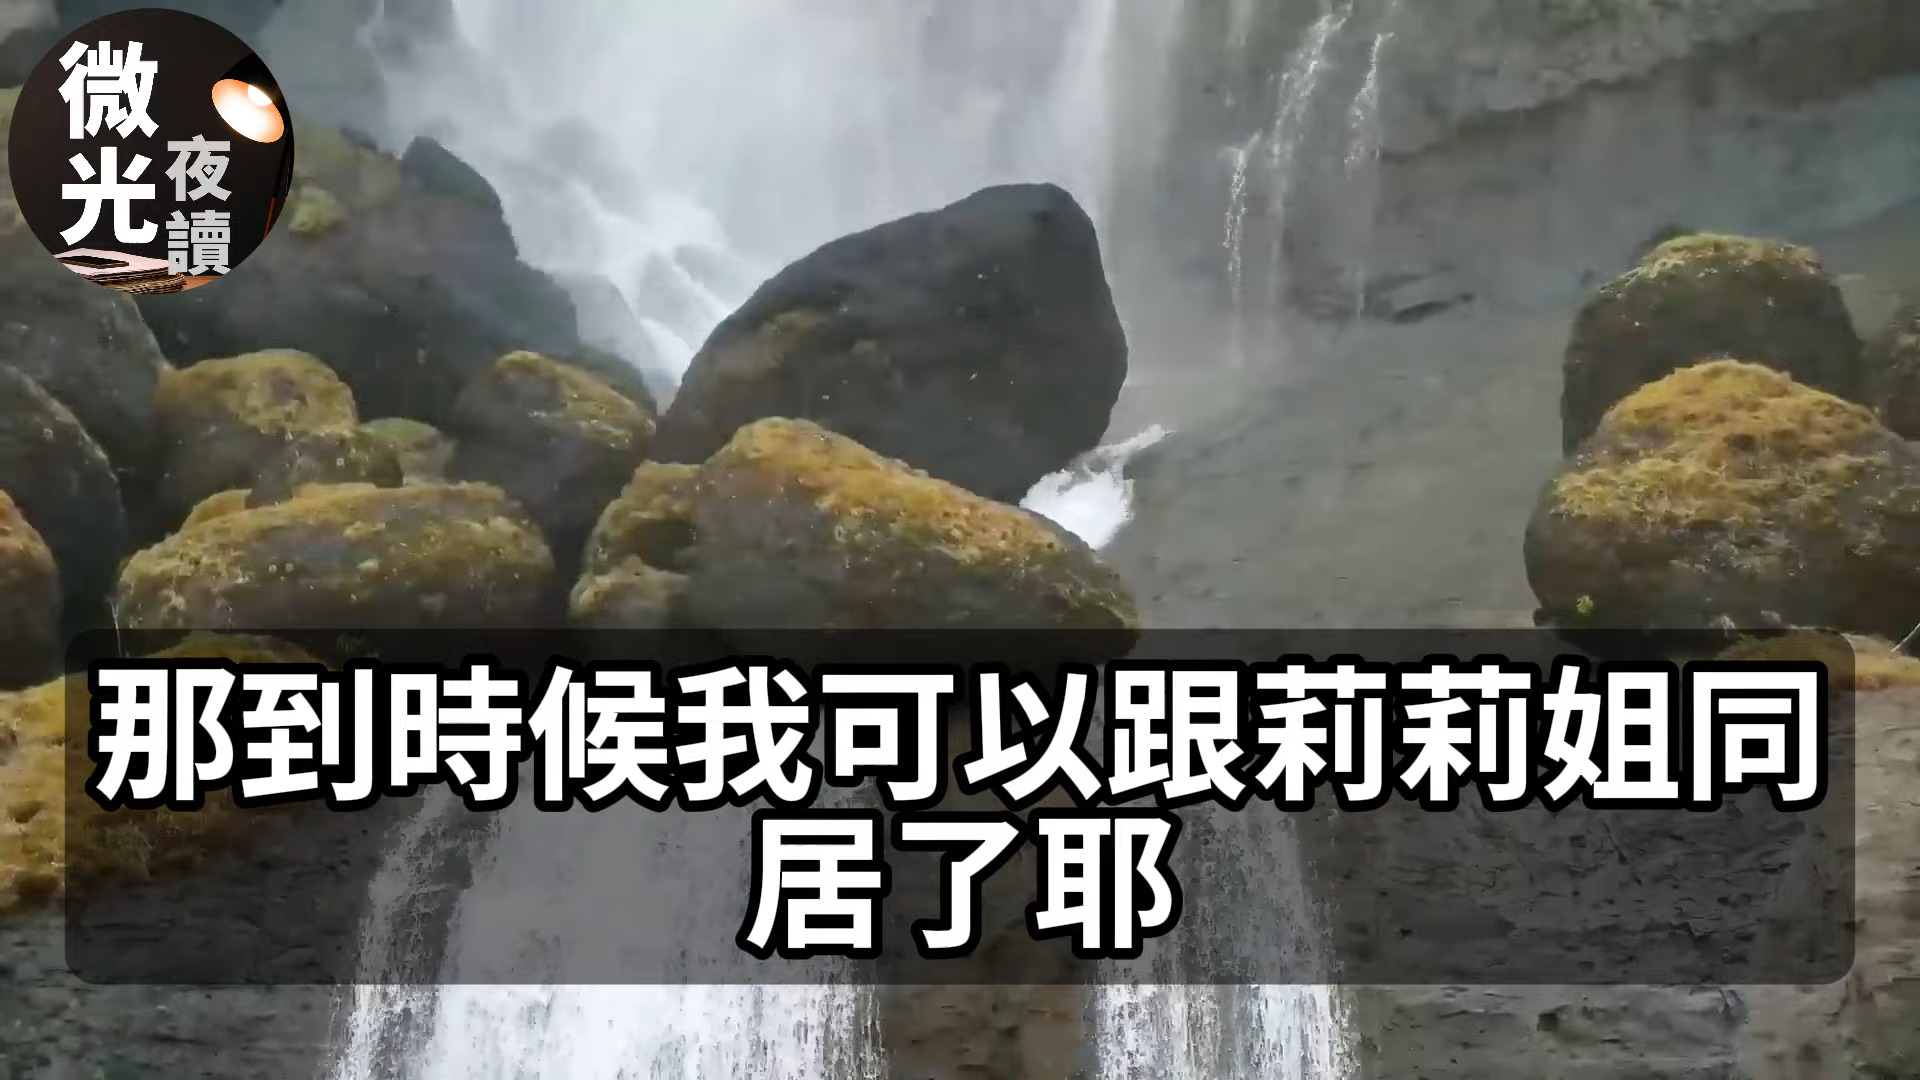 微光
夜讀
那到時候我可以跟莉莉姐同
居了耶